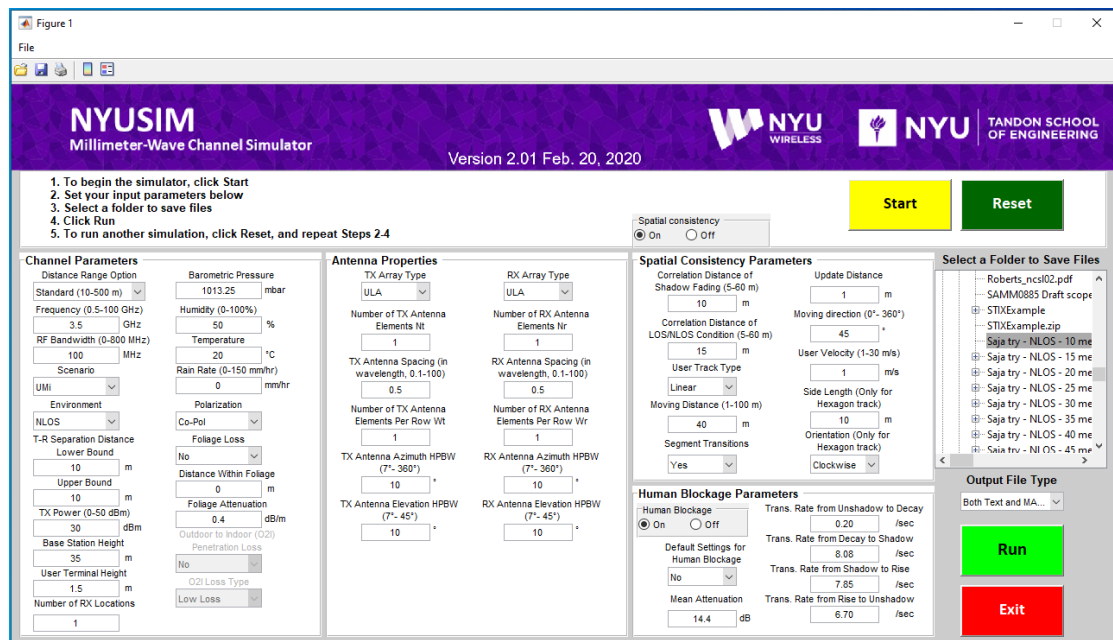 Figure 1
File
NYUSIM
Millimeter-Wave Channel Simulator
Version 2.01 Feb. 20, 2020
NYU
WIRELESS
NYU
TANDON SCHOOL
OF ENGINEERING
1. To begin the simulator, click Start
2. Set your input parameters below
3. Select a folder to save files
4. Click Run
5. To run another simulation, click Reset, and repeat Steps 2-4
Spatial consistency
On Off
Start
Reset
Channel Parameters
Distance Range Option
Standard (10-500 m)
Frequency (0.5-100 GHz)
3.5 GHz
RF Bandwidth (0-800 MHz)
100 MHz
Scenario
UMi
Environment
NLOS
T-R Separation Distance
Lower Bound
10 m
Upper Bound
10 m
TX Power (0-50 dBm)
30 dBm
Base Station Height
35 m
User Terminal Height
1.5 m
Number of RX Locations
1
Barometric Pressure
1013.25 mbar
Humidity (0-100%)
50 %
Temperature
20 °C
Rain Rate (0-150 mm/hr)
0 mm/hr
Polarization
Co-Pol
Foliage Loss
No
Distance Within Foliage
0 m
Foliage Attenuation
0.4 dB/m
Outdoor to Indoor (O2I)
Penetration Loss
No
O2I Loss Type
Low Loss
Antenna Properties
TX Array Type
ULA
Number of TX Antenna
Elements Nt
1
TX Antenna Spacing (in
wavelength, 0.1-100)
0.5
Number of TX Antenna
Elements Per Row Wt
1
TX Antenna Azimuth HPBW
(7°- 360°)
10 °
TX Antenna Elevation HPBW
(7°- 45°)
10 °
RX Array Type
ULA
Number of RX Antenna
Elements Nr
1
RX Antenna Spacing (in
wavelength, 0.1-100)
0.5
Number of RX Antenna
Elements Per Row Wr
1
RX Antenna Azimuth HPBW
(7°- 360°)
10 °
RX Antenna Elevation HPBW
(7°- 45°)
10 °
Spatial Consistency Parameters
Correlation Distance of
Shadow Fading (5-60 m)
10 m
Correlation Distance of
LOS/NLOS Condition (5-60 m)
15 m
User Track Type
Linear
Moving Distance (1-100 m)
40 m
Segment Transitions
Yes
Update Distance
1 m
Moving direction (0°- 360°)
45 °
User Velocity (1-30 m/s)
1 m/s
Side Length (Only for
Hexagon track)
10 m
Orientation (Only for
Hexagon track)
Clockwise
Human Blockage Parameters
Human Blockage
On Off
Default Settings for
Human Blockage
No
Mean Attenuation
14.4 dB
Trans. Rate from Unshadow to Decay
0.20 /sec
Trans. Rate from Decay to Shadow
8.08 /sec
Trans. Rate from Shadow to Rise
7.85 /sec
Trans. Rate from Rise to Unshadow
6.70 /sec
Select a Folder to Save Files
Roberts_ncsl02.pdf
SAMM0885 Draft scope
STIXExample
STIXExample.zip
Saja try - NLOS - 10 me
Saja try - NLOS - 15 me
Saja try - NLOS - 20 me
Saja try - NLOS - 25 me
Saja try - NLOS - 30 me
Saja try - NLOS - 35 me
Saja try - NLOS - 40 me
Saja try - NLOS - 45 me
Output File Type
Both Text and MA...
Run
Exit